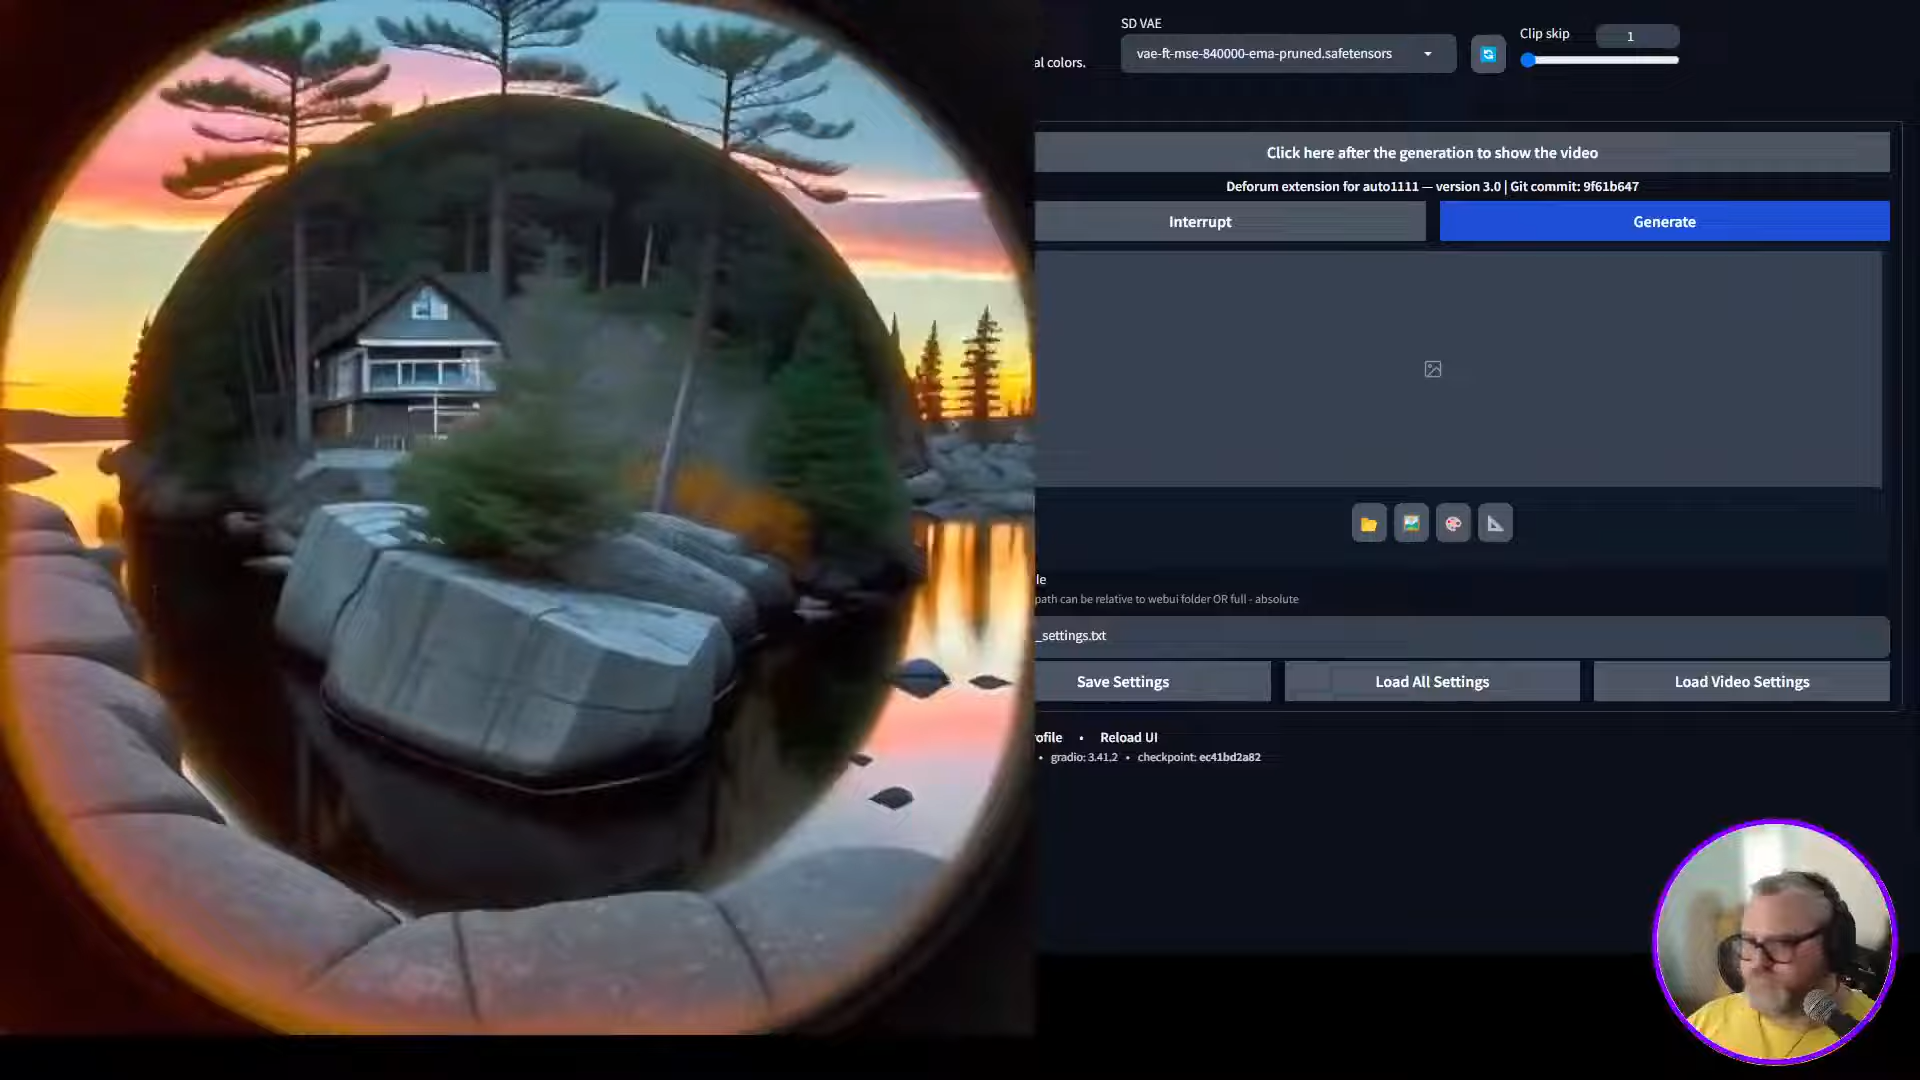 SD VAE
Clip skip
1
vae-ft-mse-840000-ema-pruned.safetensors
al colors.
Click here after the generation to show the video
Deforum extension for auto1111 — version 3.0 | Git commit: 9f61b647
Interrupt
Generate
le
path can be relative to webui folder OR full - absolute
_settings.txt
Save Settings
Load All Settings
Load Video Settings
ofile • Reload UI
• gradio: 3.41.2 • checkpoint: ec41bd2a82